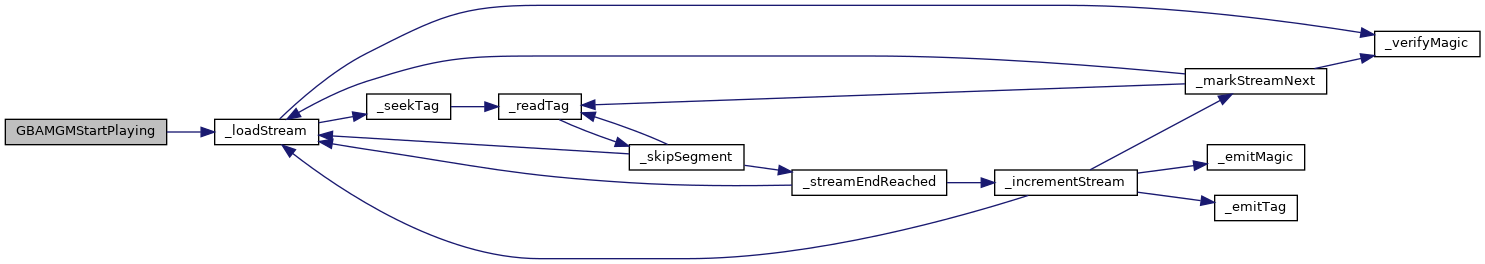 GBAMGMStartPlaying
_loadStream
_seekTag
_readTag
_skipSegment
_streamEndReached
_incrementStream
_markStreamNext
_verifyMagic
_emitMagic
_emitTag